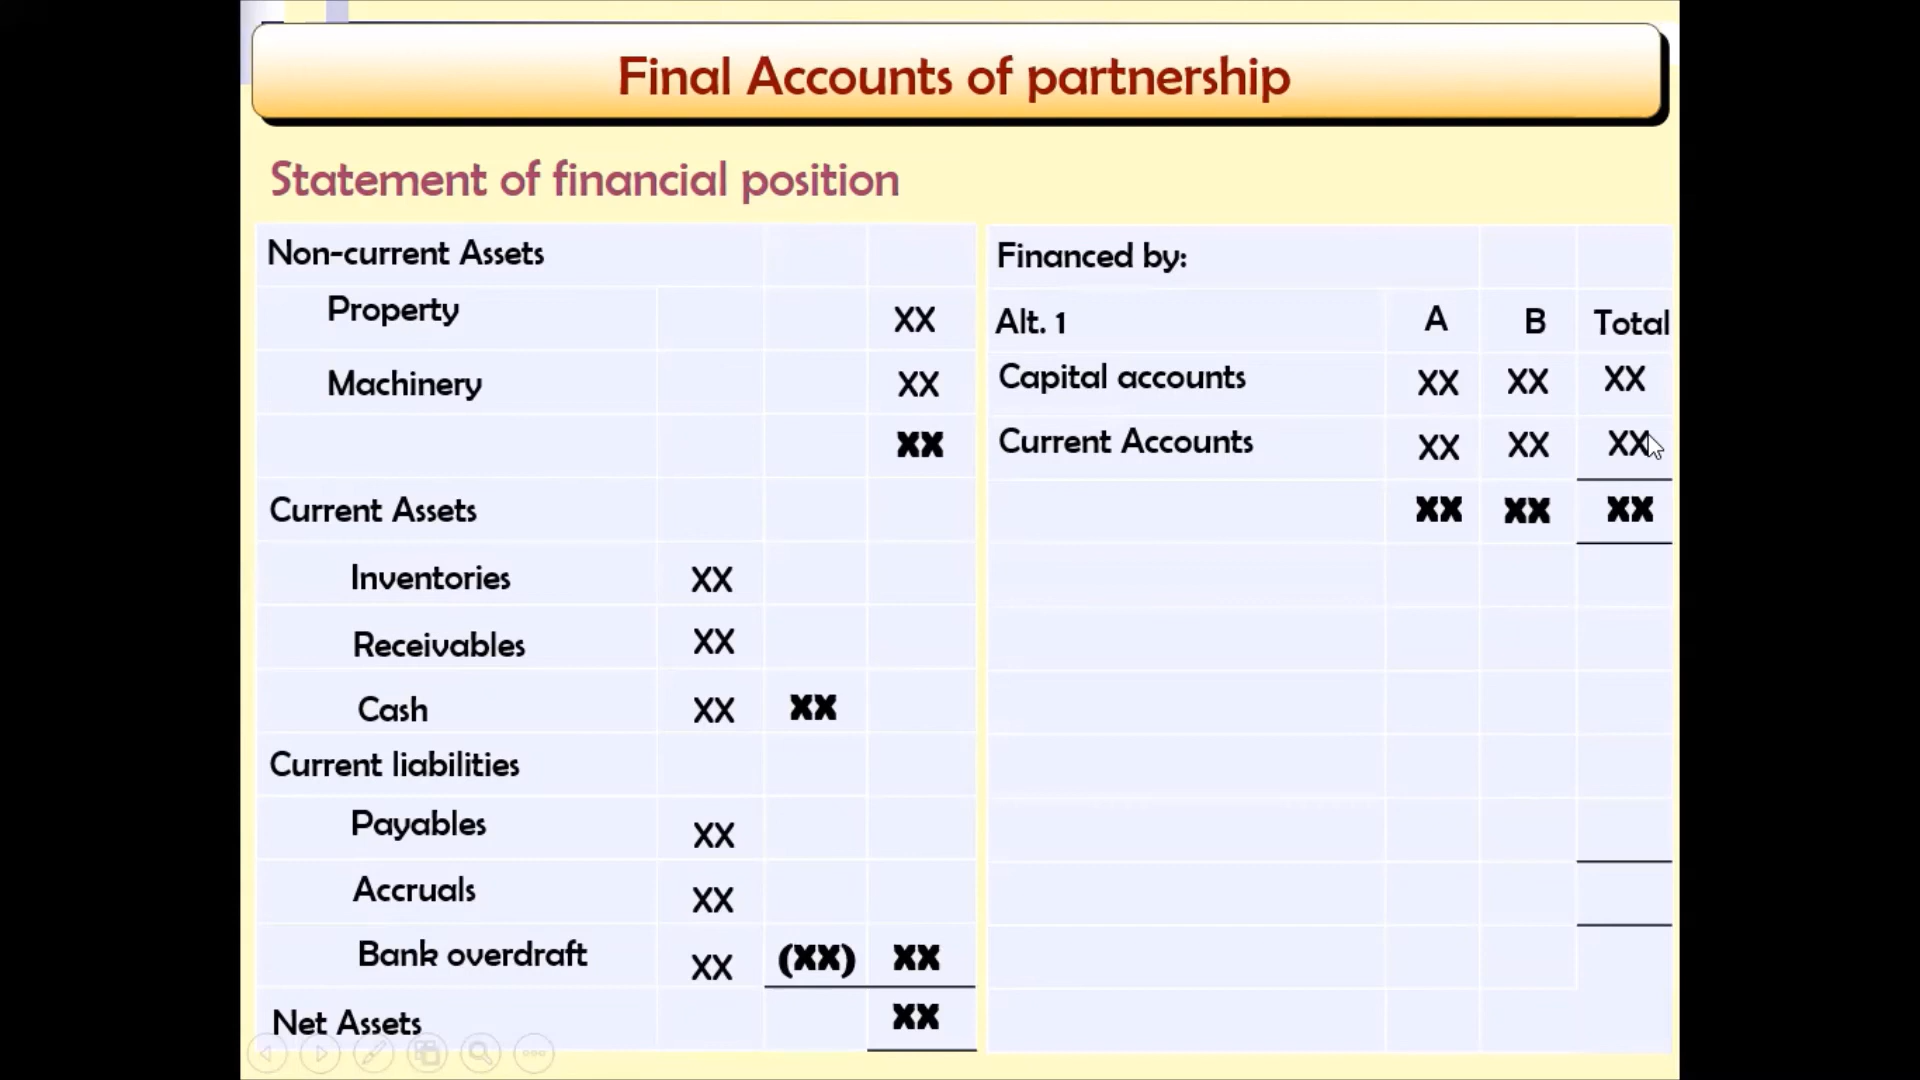 Final Accounts of partnership
Statement of financial position
Non-current Assets
Property XX
Machinery XX
XX
Current Assets
Inventories XX
Receivables XX
Cash XX XX
Current liabilities
Payables XX
Accruals XX
Bank overdraft XX (XX) XX
Net Assets XX
Financed by:
Alt. 1 A B Total
Capital accounts XX XX XX
Current Accounts XX XX XX
XX XX XX